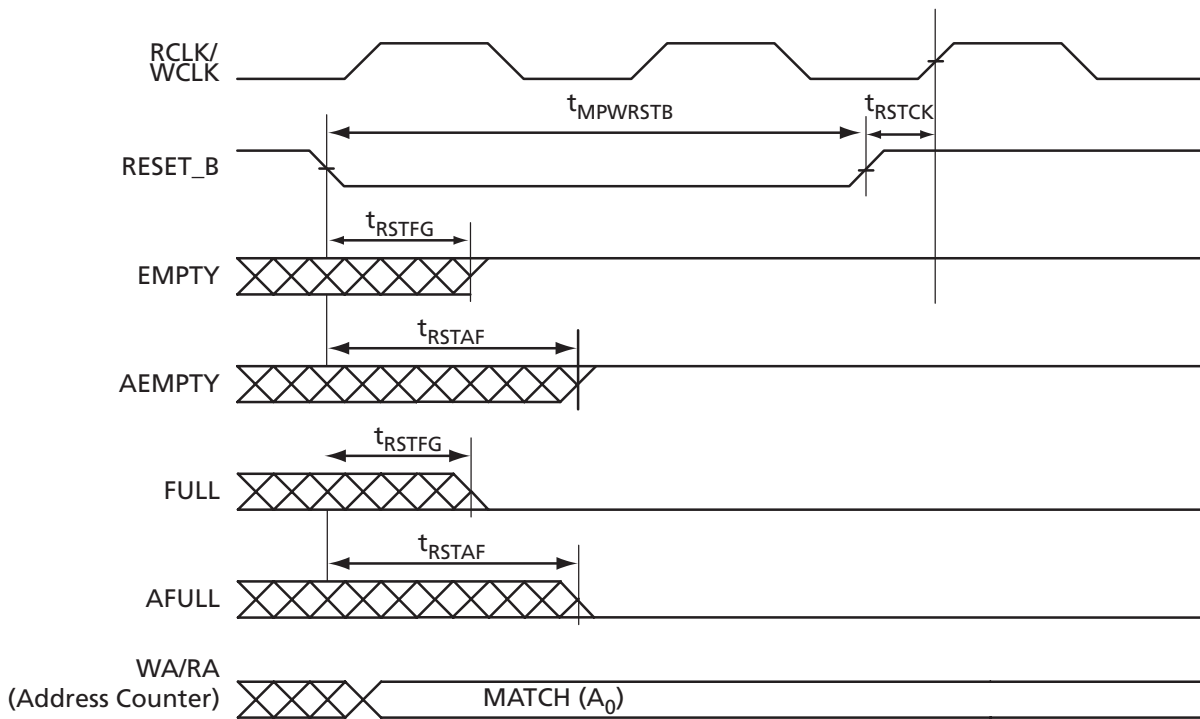 RCLK/
WCLK
tMPWRSTB
tRSTCK
RESET_B
tRSTFG
EMPTY
tRSTAF
AEMPTY
tRSTFG
FULL
tRSTAF
AFULL
WA/RA
(Address Counter)
MATCH (A0)